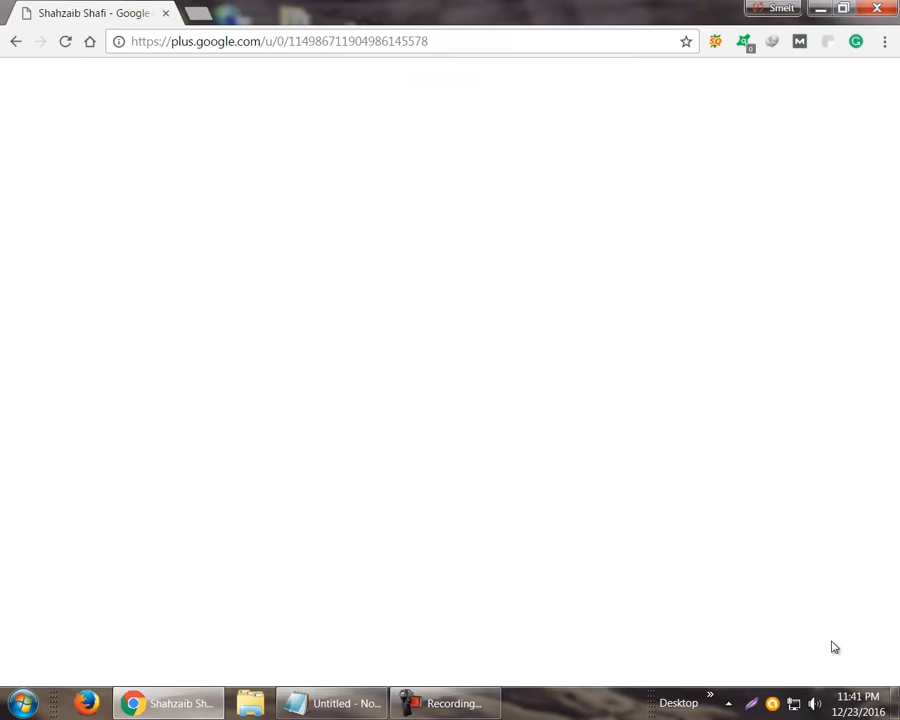 Shahzaib Shafi - Google
Smelt
https://plus.google.com/u/0/114986711904986145578
0
M
G
Shahzaib Sh...
Untitled - No...
Recording...
Desktop
»
11:41 PM
12/23/2016